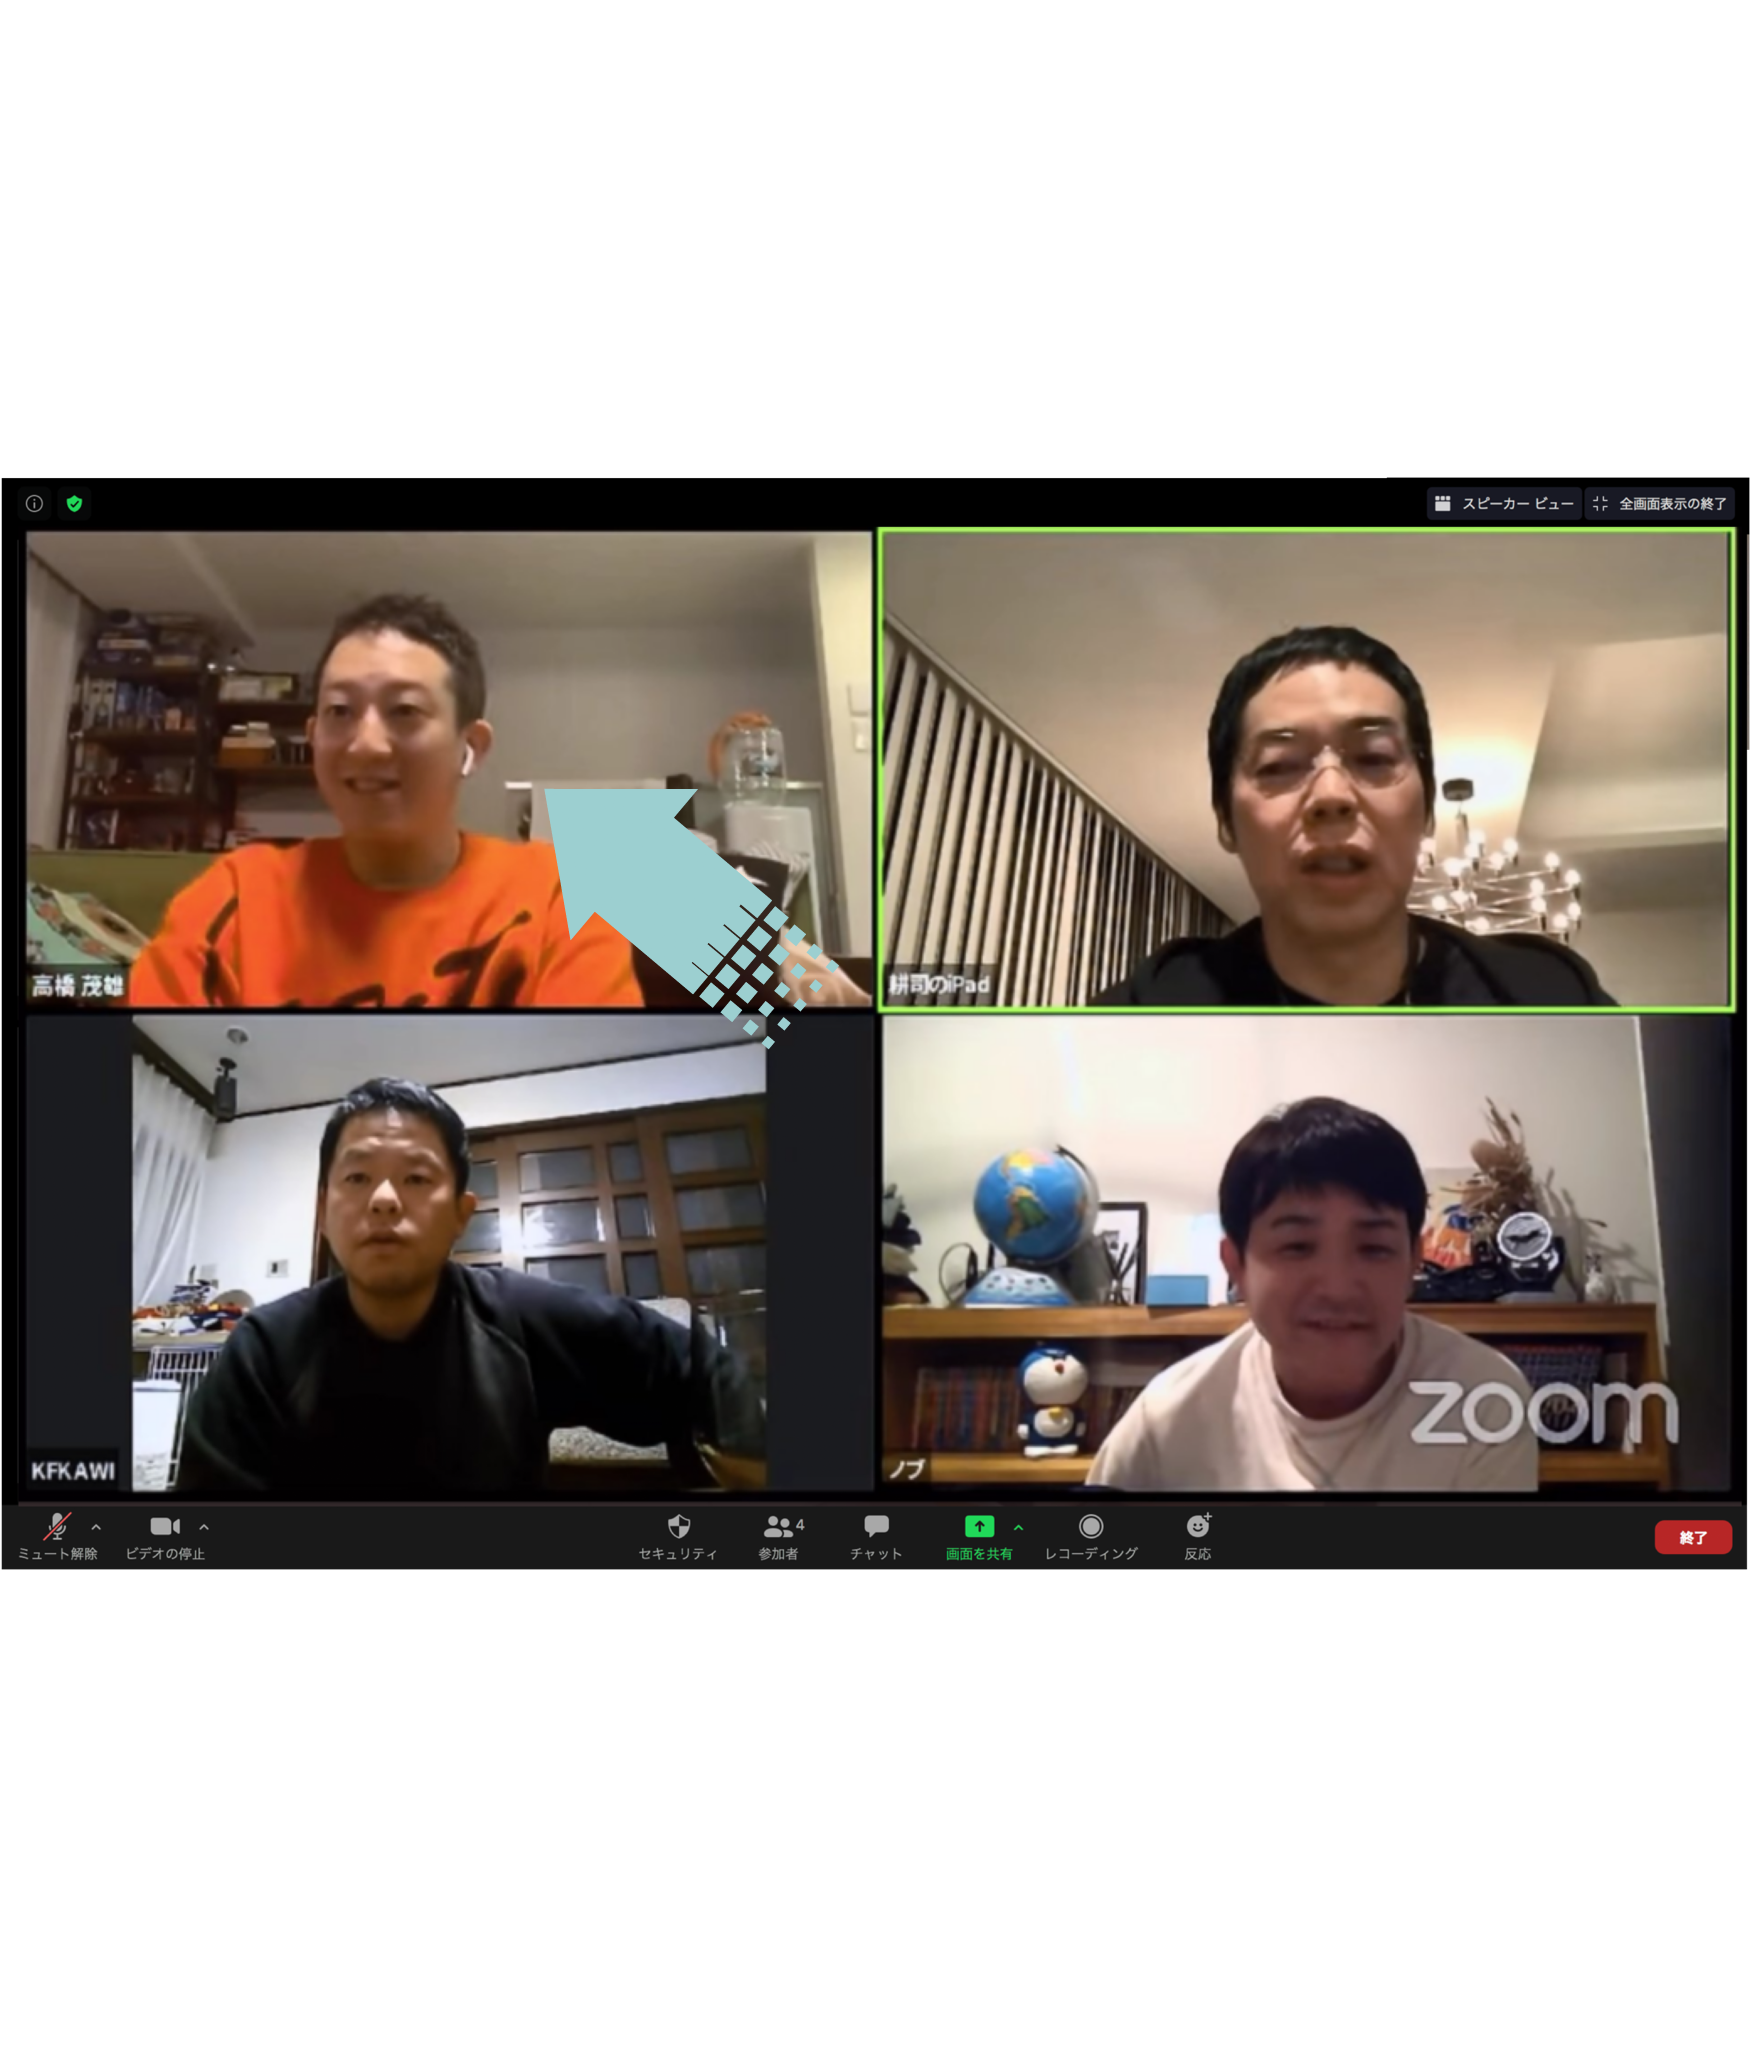 スピーカー ビュー
全画面表示の終了
高橋 茂雄
耕司のiPad
KFKAWI
ノブ
zoom
ミュート解除
ビデオの停止
セキュリティ
参加者
4
チャット
画面を共有
レコーディング
反応
終了